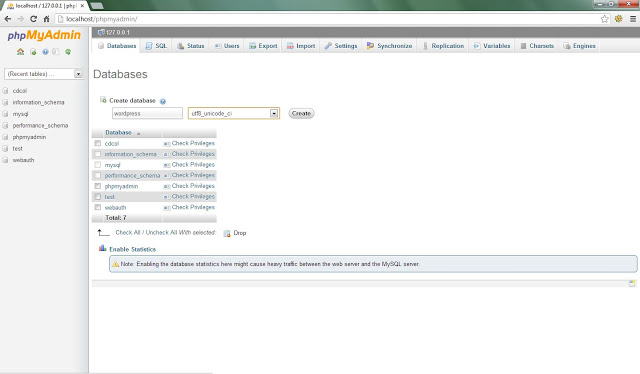 localhost / 127.0.0.1 | ph
localhost/phpmyadmin/
phpMyAdmin
(Recent tables) ...
cdcol
information_schema
mysql
performance_schema
phpmyadmin
test
webauth
127.0.0.1
Databases SQL Status Users Export Import Settings Synchronize Replication Variables Charsets Engines
Databases
Create database
wordpress utf8_unicode_ci Create
Database
cdcol Check Privileges
information_schema Check Privileges
mysql Check Privileges
performance_schema Check Privileges
phpmyadmin Check Privileges
test Check Privileges
webauth Check Privileges
Total: 7
Check All / Uncheck All With selected: Drop
Enable Statistics
Note: Enabling the database statistics here might cause heavy traffic between the web server and the MySQL server.